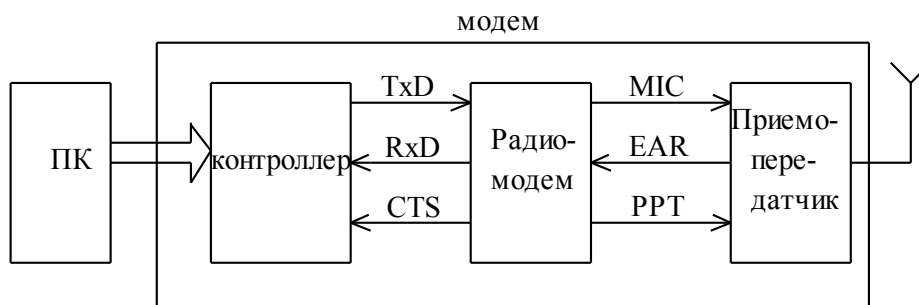 модем
ПК
контроллер
TxD
RxD
CTS
Радио-
модем
MIC
EAR
PPT
Приемо-
пере-
датчик